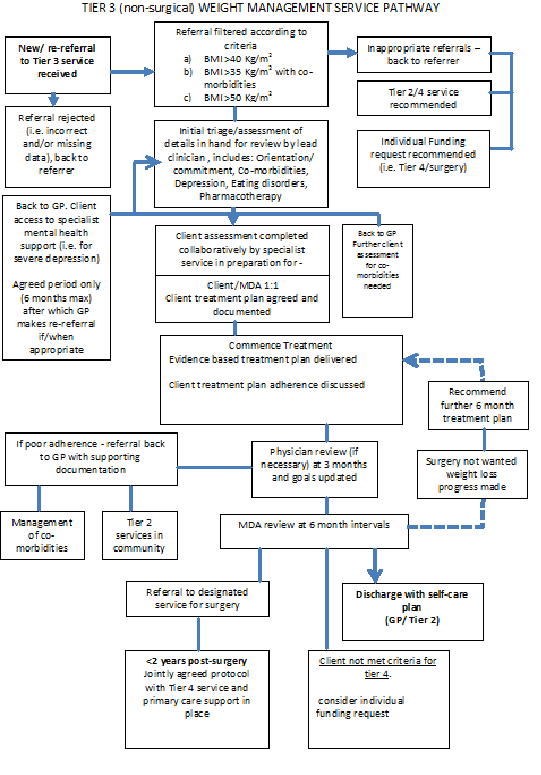 TIER 3 (non-surgical) WEIGHT MANAGEMENT SERVICE PATHWAY
New/ re-referral
to Tier 3 service
received
Referral filtered according to
criteria
a) BMI>40 Kg/m²
b) BMI>35 Kg/m² with co-
morbidities
c) BMI>50 Kg/m²
Inappropriate referrals –
back to referrer
Tier 2/4 service
recommended
Individual Funding
request recommended
(i.e. Tier 4/surgery)
Referral rejected
(i.e. incorrect
and/or missing
data), back to
referrer
Initial triage/assessment of
details in hand for review by lead
clinician, includes: Orientation/
commitment, Co-morbidities,
Depression, Eating disorders,
Pharmacotherapy
Back to GP. Client
access to specialist
mental health
support (i.e. for
severe depression)
Agreed period only
(6 months max)
after which GP
makes re-referral
if/when
appropriate
Client assessment completed
collaboratively by specialist
service in preparation for -
Client/MDA 1:1
Client treatment plan agreed and
documented
Back to GP
Further client
assessment
for co-
morbidities
needed
Commence Treatment
Evidence based treatment plan delivered
Client treatment plan adherence discussed
Recommend
further 6 month
treatment plan
Surgery not wanted
weight loss
progress made
If poor adherence - referral back
to GP with supporting
documentation
Physician review (if
necessary) at 3 months
and goals updated
Management
of co-
morbidities
Tier 2
services in
community
MDA review at 6 month intervals
Referral to designated
service for surgery
Discharge with self-care
plan
(GP/ Tier 2)
<2 years post-surgery
Jointly agreed protocol
with Tier 4 service and
primary care support in
place
Client not met criteria for
tier 4.
consider individual
funding request